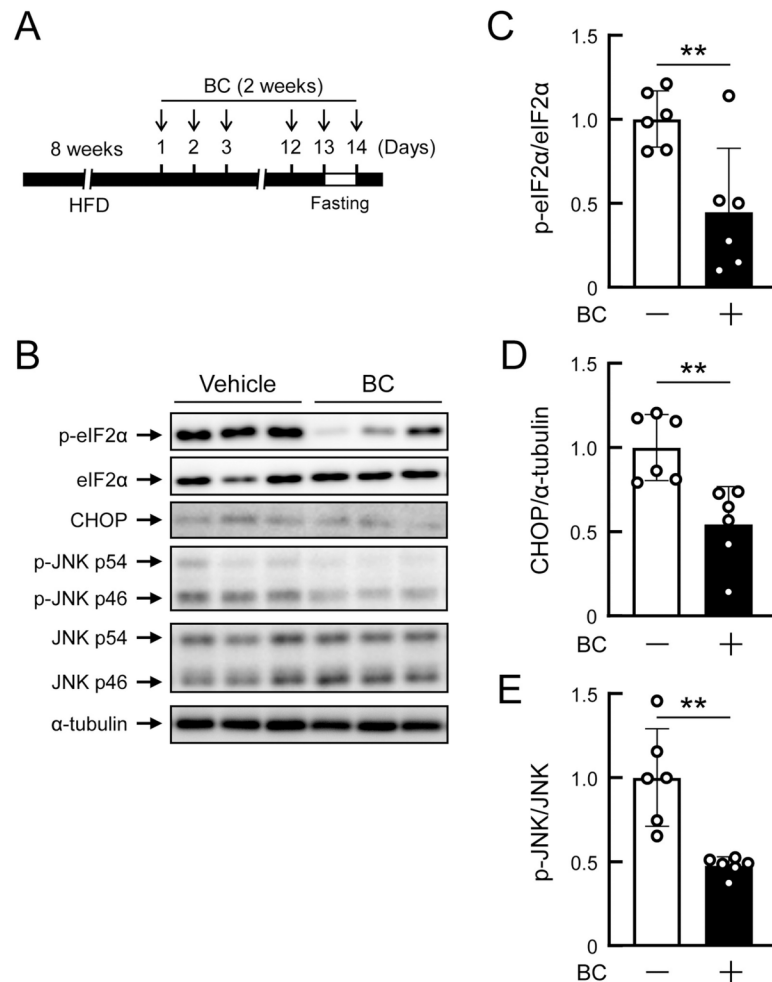 A
BC (2 weeks)
8 weeks 1 2 3 12 13 14 (Days)
HFD Fasting
B
Vehicle BC
p-eIF2α
eIF2α
CHOP
p-JNK p54
p-JNK p46
JNK p54
JNK p46
α-tubulin
C
p-eIF2α/eIF2α
1.5
1.0
0.5
0
**
BC − +
D
CHOP/α-tubulin
1.5
1.0
0.5
0
**
BC − +
E
p-JNK/JNK
1.5
1.0
0.5
0
**
BC − +